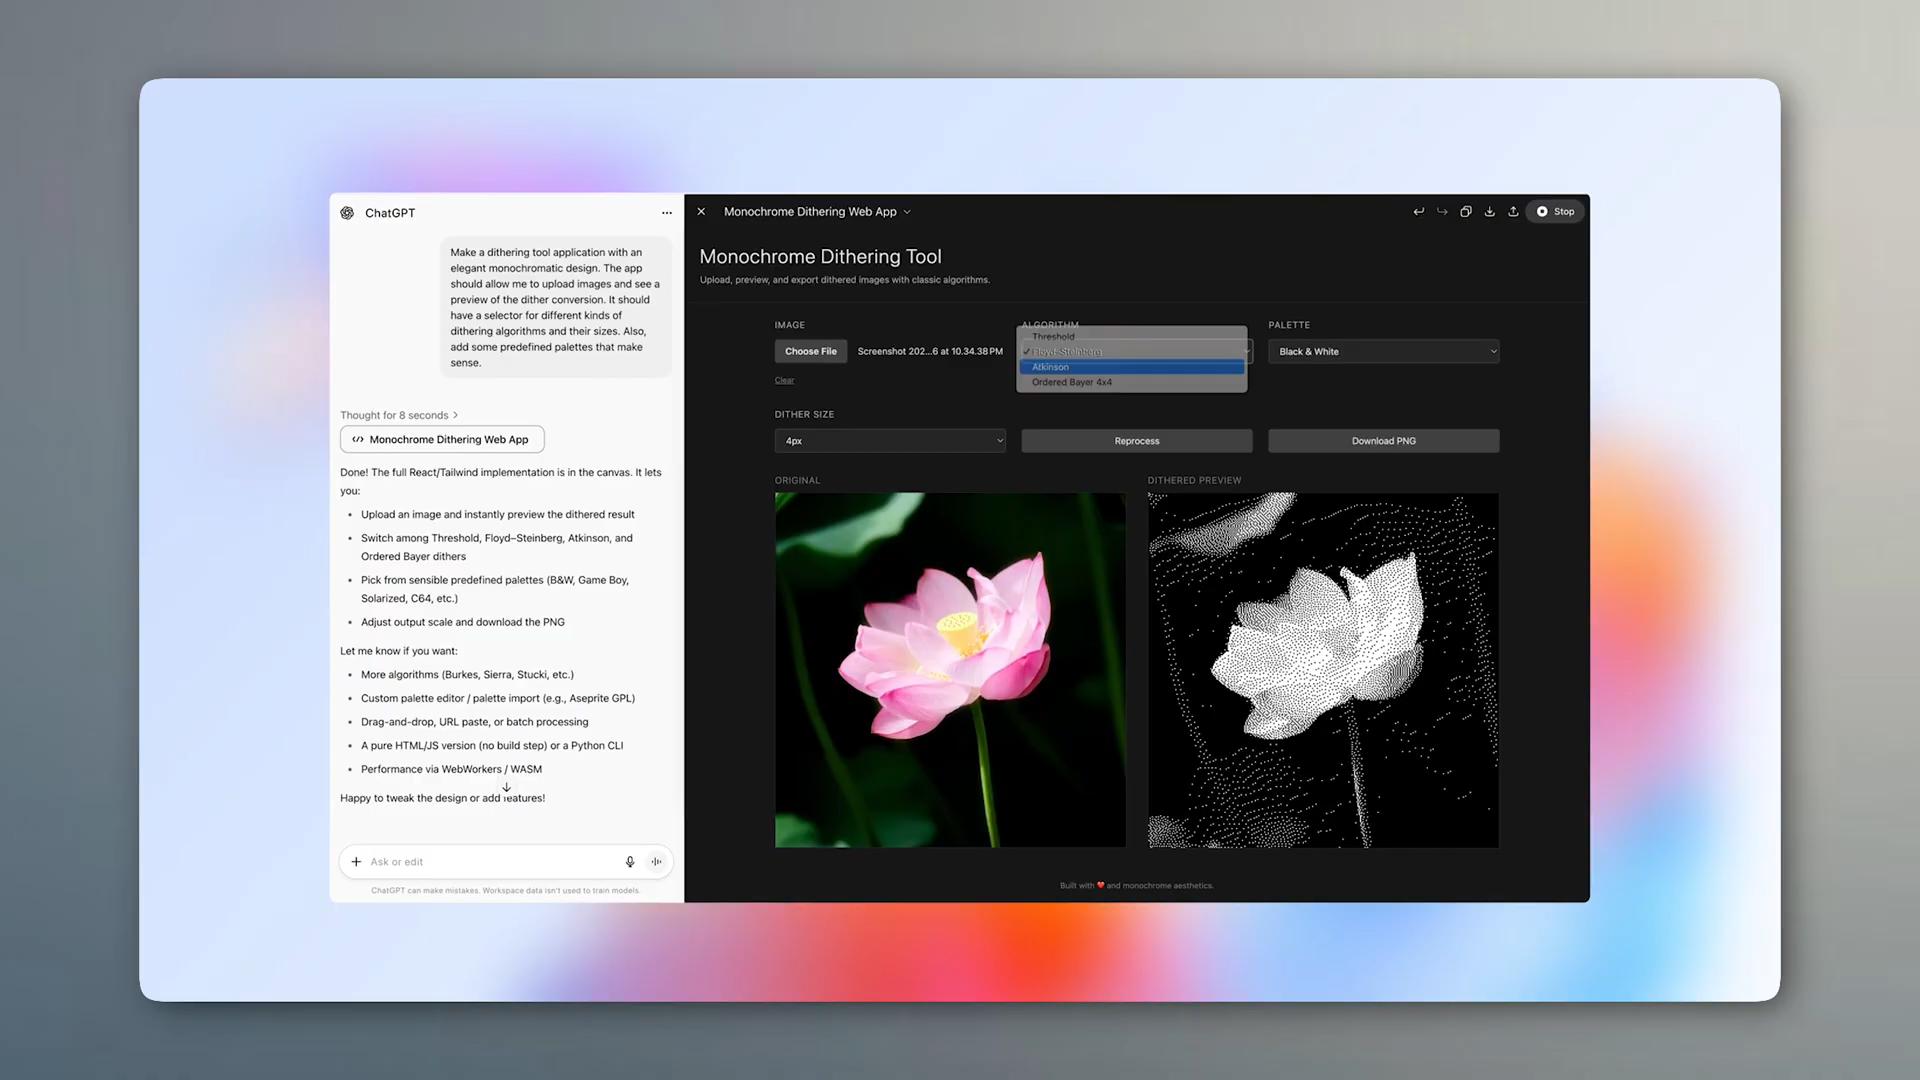 ChatGPT
Make a dithering tool application with an
elegant monochromatic design. The app
should allow me to upload images and see a
preview of the dither conversion. It should
have a selector for different kinds of
dithering algorithms and their sizes. Also,
add some predefined palettes that make
sense.
Thought for 8 seconds
Monochrome Dithering Web App
Done! The full React/Tailwind implementation is in the canvas. It lets
you:
• Upload an image and instantly preview the dithered result
• Switch among Threshold, Floyd–Steinberg, Atkinson, and
Ordered Bayer dithers
• Pick from sensible predefined palettes (B&W, Game Boy,
Solarized, C64, etc.)
• Adjust output scale and download the PNG
Let me know if you want:
• More algorithms (Burkes, Sierra, Stucki, etc.)
• Custom palette editor / palette import (e.g., Aseprite GPL)
• Drag-and-drop, URL paste, or batch processing
• A pure HTML/JS version (no build step) or a Python CLI
• Performance via WebWorkers / WASM
Happy to tweak the design or add features!
Ask or edit
ChatGPT can make mistakes. Workspace data isn't used to train models.
Monochrome Dithering Web App
Stop
Monochrome Dithering Tool
Upload, preview, and export dithered images with classic algorithms.
IMAGE
Choose File Screenshot 202...6 at 10.34.38 PM
Clear
ALGORITHM
Threshold
✓ Floyd–Steinberg
Atkinson
Ordered Bayer 4x4
PALETTE
Black & White
DITHER SIZE
4px
Reprocess
Download PNG
ORIGINAL
DITHERED PREVIEW
Built with ❤️ and monochrome aesthetics.